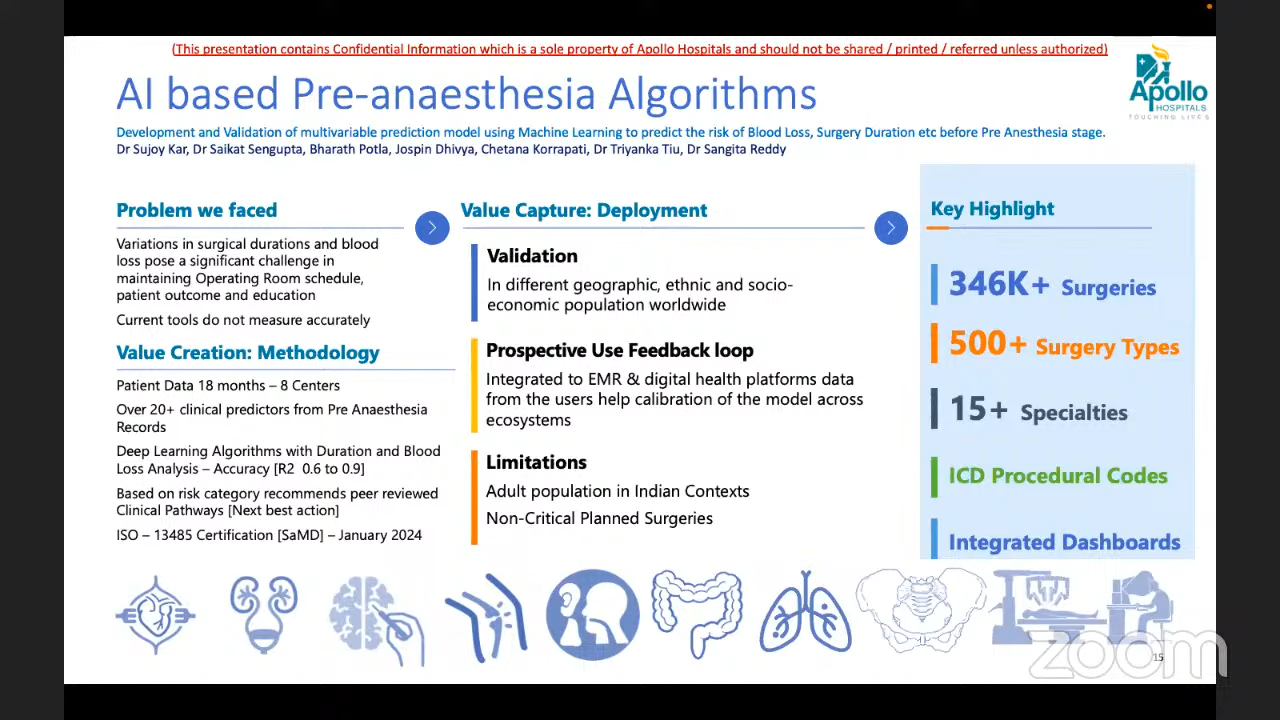 (This presentation contains Confidential Information which is a sole property of Apollo Hospitals and should not be shared / printed / referred unless authorized)
Apollo
HOSPITALS
TOUCHING LIVES
AI based Pre-anaesthesia Algorithms
Development and Validation of multivariable prediction model using Machine Learning to predict the risk of Blood Loss, Surgery Duration etc before Pre Anesthesia stage.
Dr Sujoy Kar, Dr Saikat Sengupta, Bharath Potla, Jospin Dhivya, Chetana Korrapati, Dr Triyanka Tiu, Dr Sangita Reddy
Problem we faced
Variations in surgical durations and blood
loss pose a significant challenge in
maintaining Operating Room schedule,
patient outcome and education
Current tools do not measure accurately
Value Creation: Methodology
Patient Data 18 months – 8 Centers
Over 20+ clinical predictors from Pre Anaesthesia
Records
Deep Learning Algorithms with Duration and Blood
Loss Analysis – Accuracy [R2 0.6 to 0.9]
Based on risk category recommends peer reviewed
Clinical Pathways [Next best action]
ISO – 13485 Certification [SaMD] – January 2024
Value Capture: Deployment
Validation
In different geographic, ethnic and socio-
economic population worldwide
Prospective Use Feedback loop
Integrated to EMR & digital health platforms data
from the users help calibration of the model across
ecosystems
Limitations
Adult population in Indian Contexts
Non-Critical Planned Surgeries
Key Highlight
346K+ Surgeries
500+ Surgery Types
15+ Specialties
ICD Procedural Codes
Integrated Dashboards
zoom
15